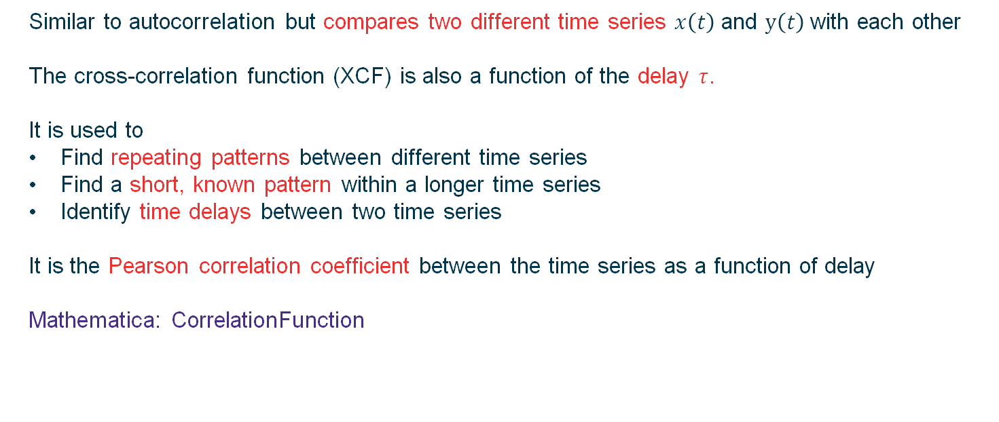 Similar to autocorrelation but compares two different time series x(t) and y(t) with each other
The cross-correlation function (XCF) is also a function of the delay τ.
It is used to
• Find repeating patterns between different time series
• Find a short, known pattern within a longer time series
• Identify time delays between two time series
It is the Pearson correlation coefficient between the time series as a function of delay
Mathematica: CorrelationFunction